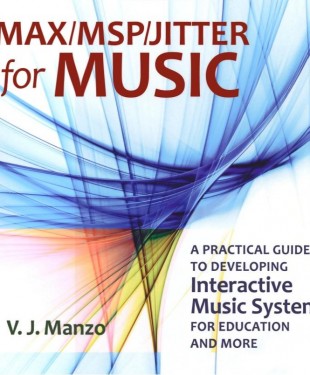 MAX/MSP/JITTER
for MUSIC
A PRACTICAL GUIDE
TO DEVELOPING
Interactive
Music System
FOR EDUCATION
AND MORE
V. J. Manzo